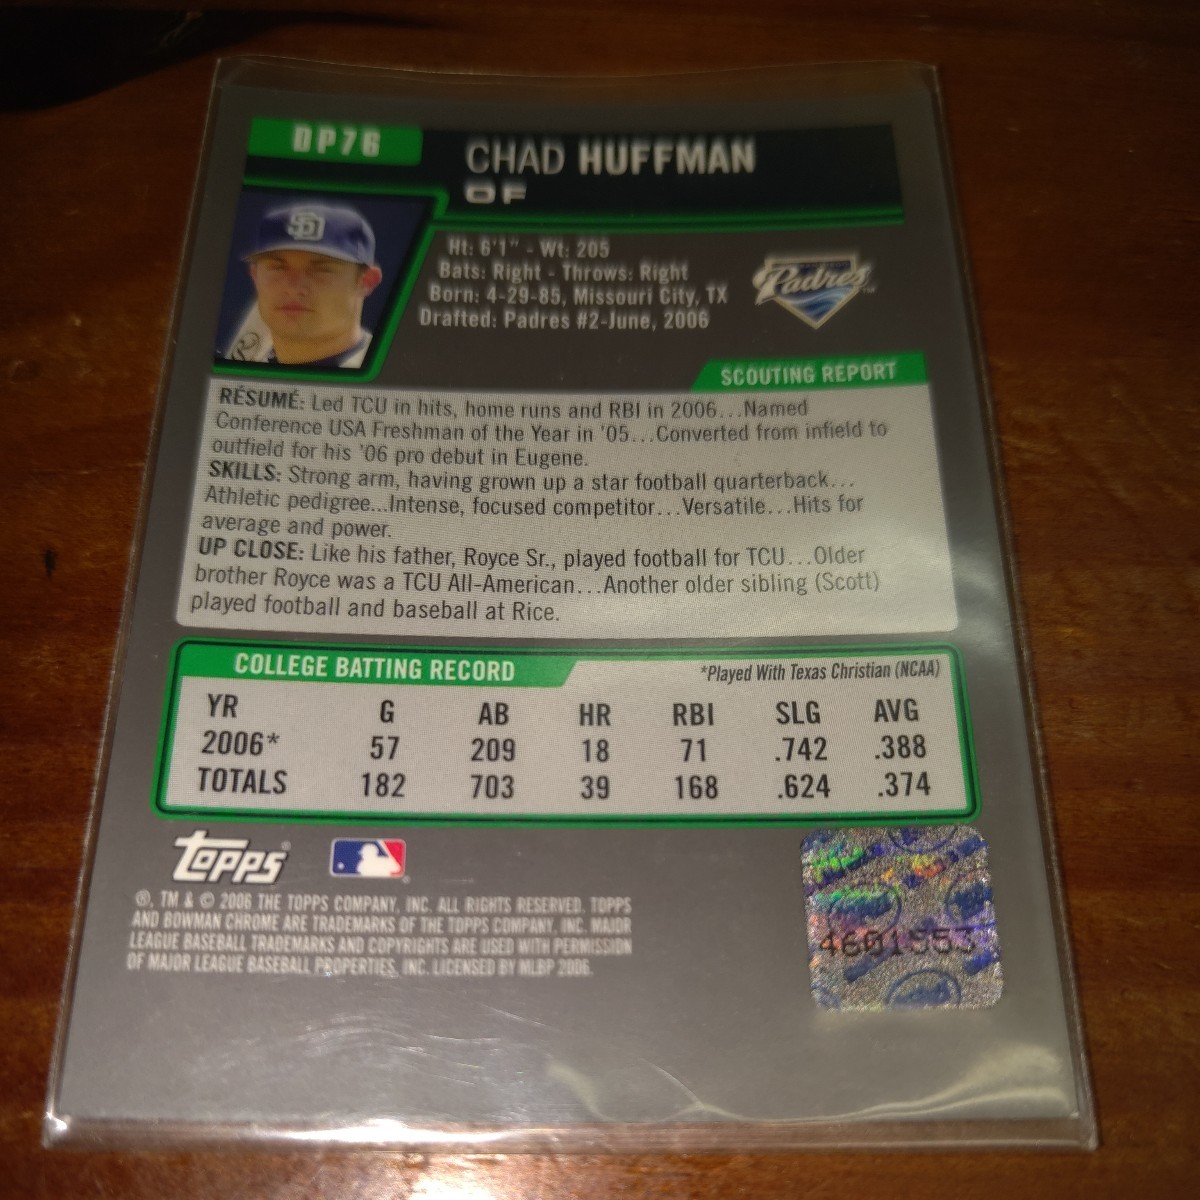 DP76
CHAD HUFFMAN
OF
SD
Ht: 6'1" - Wt: 205
Bats: Right - Throws: Right
Born: 4-29-85, Missouri City, TX
Drafted: Padres #2-June, 2006
Padres
TM
SCOUTING REPORT
RÉSUMÉ: Led TCU in hits, home runs and RBI in 2006...Named
Conference USA Freshman of the Year in '05...Converted from infield to
outfield for his '06 pro debut in Eugene.
SKILLS: Strong arm, having grown up a star football quarterback...
Athletic pedigree...Intense, focused competitor...Versatile...Hits for
average and power.
UP CLOSE: Like his father, Royce Sr., played football for TCU...Older
brother Royce was a TCU All-American...Another older sibling (Scott)
played football and baseball at Rice.
COLLEGE BATTING RECORD *Played With Texas Christian (NCAA)
YR G AB HR RBI SLG AVG
2006* 57 209 18 71 .742 .388
TOTALS 182 703 39 168 .624 .374
Topps
®, TM & © 2006 THE TOPPS COMPANY, INC. ALL RIGHTS RESERVED. TOPPS
AND BOWMAN CHROME ARE TRADEMARKS OF THE TOPPS COMPANY, INC. MAJOR
LEAGUE BASEBALL TRADEMARKS AND COPYRIGHTS ARE USED WITH PERMISSION
OF MAJOR LEAGUE BASEBALL PROPERTIES, INC. LICENSED BY MLBP 2006.
4601553